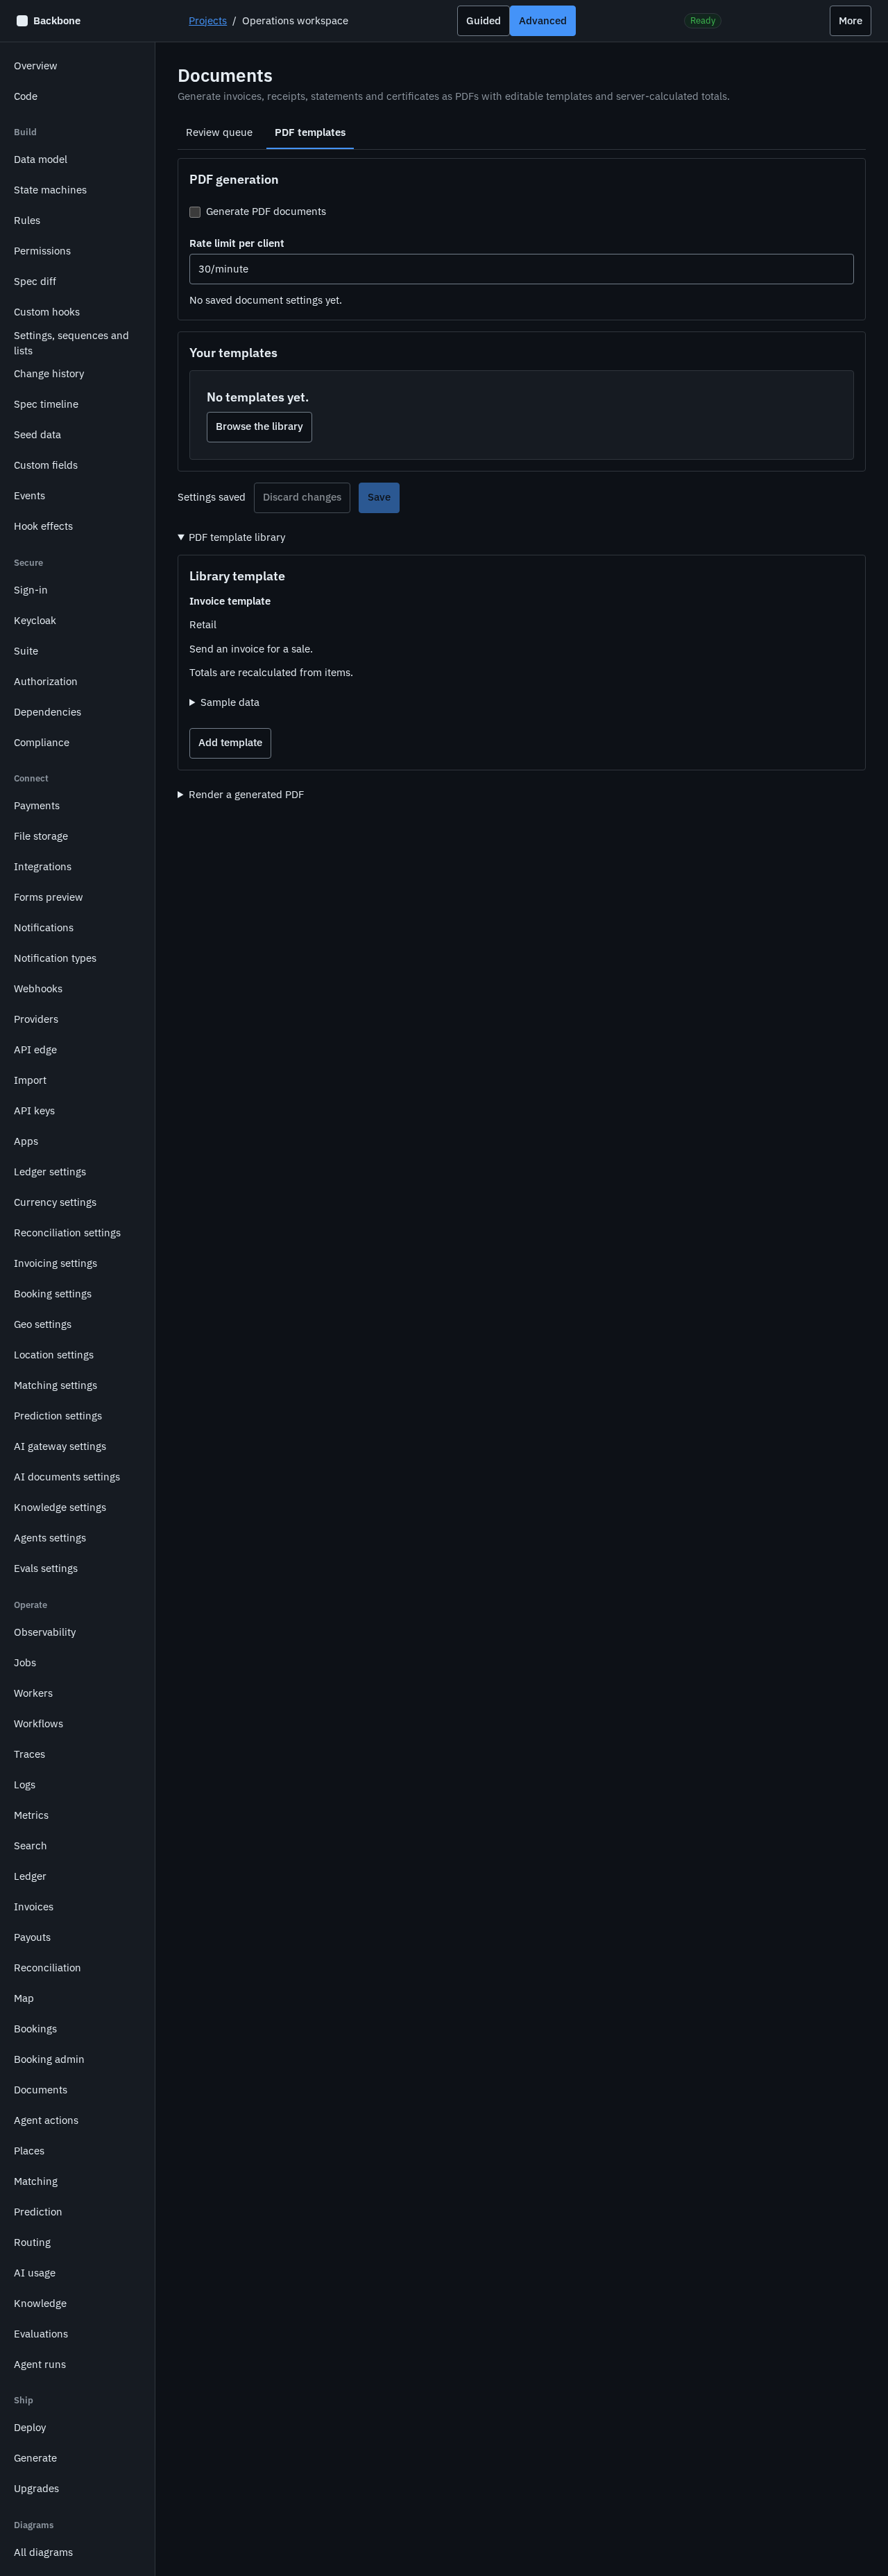 Backbone
Projects / Operations workspace
Guided
Advanced
Ready
More
Overview
Code
Build
Data model
State machines
Rules
Permissions
Spec diff
Custom hooks
Settings, sequences and
lists
Change history
Spec timeline
Seed data
Custom fields
Events
Hook effects
Secure
Sign-in
Keycloak
Suite
Authorization
Dependencies
Compliance
Connect
Payments
File storage
Integrations
Forms preview
Notifications
Notification types
Webhooks
Providers
API edge
Import
API keys
Apps
Ledger settings
Currency settings
Reconciliation settings
Invoicing settings
Booking settings
Geo settings
Location settings
Matching settings
Prediction settings
AI gateway settings
AI documents settings
Knowledge settings
Agents settings
Evals settings
Operate
Observability
Jobs
Workers
Workflows
Traces
Logs
Metrics
Search
Ledger
Invoices
Payouts
Reconciliation
Map
Bookings
Booking admin
Documents
Agent actions
Places
Matching
Prediction
Routing
AI usage
Knowledge
Evaluations
Agent runs
Ship
Deploy
Generate
Upgrades
Diagrams
All diagrams
Documents
Generate invoices, receipts, statements and certificates as PDFs with editable templates and server-calculated totals.
Review queue
PDF templates
PDF generation
Generate PDF documents
Rate limit per client
30/minute
No saved document settings yet.
Your templates
No templates yet.
Browse the library
Settings saved
Discard changes
Save
PDF template library
Library template
Invoice template
Retail
Send an invoice for a sale.
Totals are recalculated from items.
Sample data
Add template
Render a generated PDF